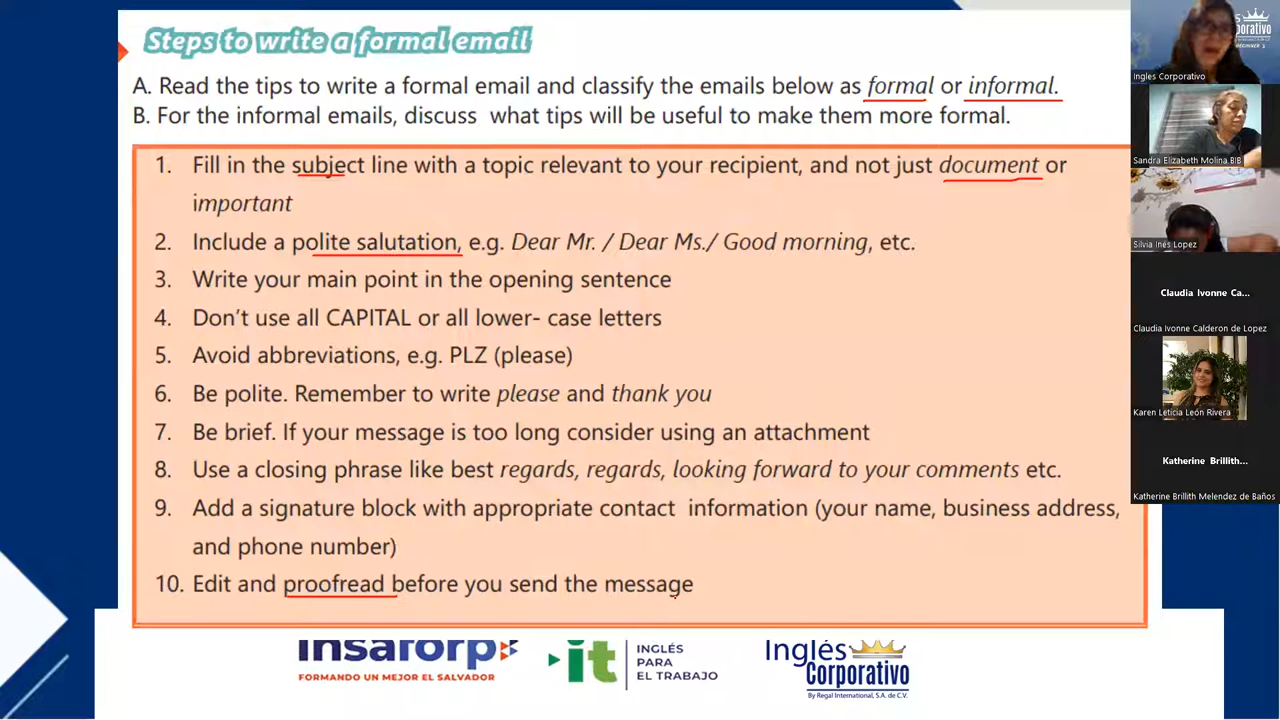 Steps to write a formal email
A. Read the tips to write a formal email and classify the emails below as formal or informal.
B. For the informal emails, discuss what tips will be useful to make them more formal.
1. Fill in the subject line with a topic relevant to your recipient, and not just document or
important
2. Include a polite salutation, e.g. Dear Mr. / Dear Ms./ Good morning, etc.
3. Write your main point in the opening sentence
4. Don't use all CAPITAL or all lower- case letters
5. Avoid abbreviations, e.g. PLZ (please)
6. Be polite. Remember to write please and thank you
7. Be brief. If your message is too long consider using an attachment
8. Use a closing phrase like best regards, regards, looking forward to your comments etc.
9. Add a signature block with appropriate contact information (your name, business address,
and phone number)
10. Edit and proofread before you send the message
insaforp
FORMANDO UN MEJOR EL SALVADOR
it
INGLÉS
PARA
EL TRABAJO
Inglés
Corporativo
By Regal International, S.A. de C.V.
Ingles Corporativo
Sandra Elizabeth Molina BIB
Silvia Inés Lopez
Claudia Ivonne Ca...
Claudia Ivonne Calderon de Lopez
Karen Leticia León Rivera
Katherine Brillith...
Katherine Brillith Melendez de Baños